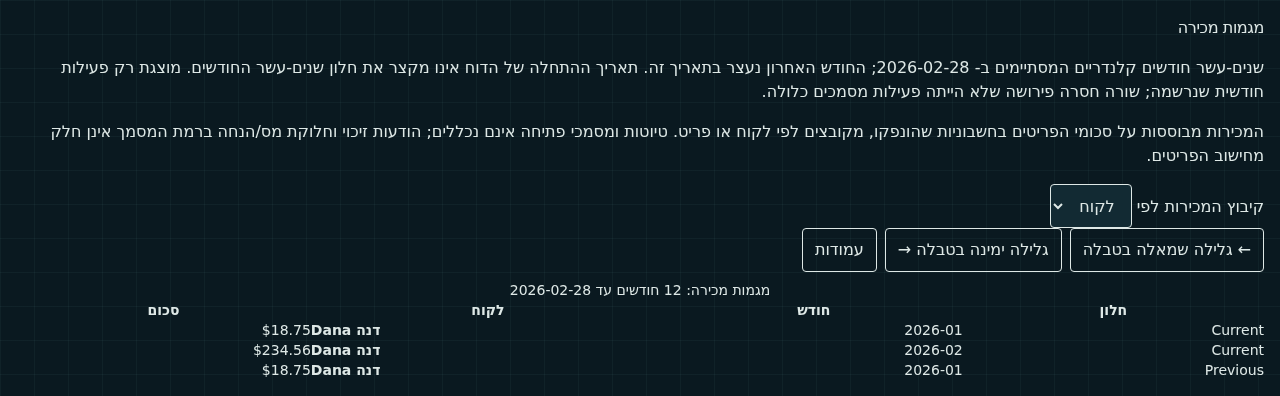 מגמות מכירה
שנים-עשר חודשים קלנדריים המסתיימים ב- 2026-02-28; החודש האחרון נעצר בתאריך זה. תאריך ההתחלה של הדוח אינו מקצר את חלון שנים-עשר החודשים. מוצגת רק פעילות
חודשית שנרשמה; שורה חסרה פירושה שלא הייתה פעילות מסמכים כלולה.
המכירות מבוססות על סכומי הפריטים בחשבוניות שהונפקו, מקובצים לפי לקוח או פריט. טיוטות ומסמכי פתיחה אינם נכללים; הודעות זיכוי וחלוקת מס/הנחה ברמת המסמך אינן חלק
מחישוב הפריטים.
קיבוץ המכירות לפי לקוח
← גלילה שמאלה בטבלה גלילה ימינה בטבלה → עמודות
מגמות מכירה: 12 חודשים עד 2026-02-28
חלון חודש לקוח סכום
Current 2026-01 דנה Dana $18.75
Current 2026-02 דנה Dana $234.56
Previous 2026-01 דנה Dana $18.75